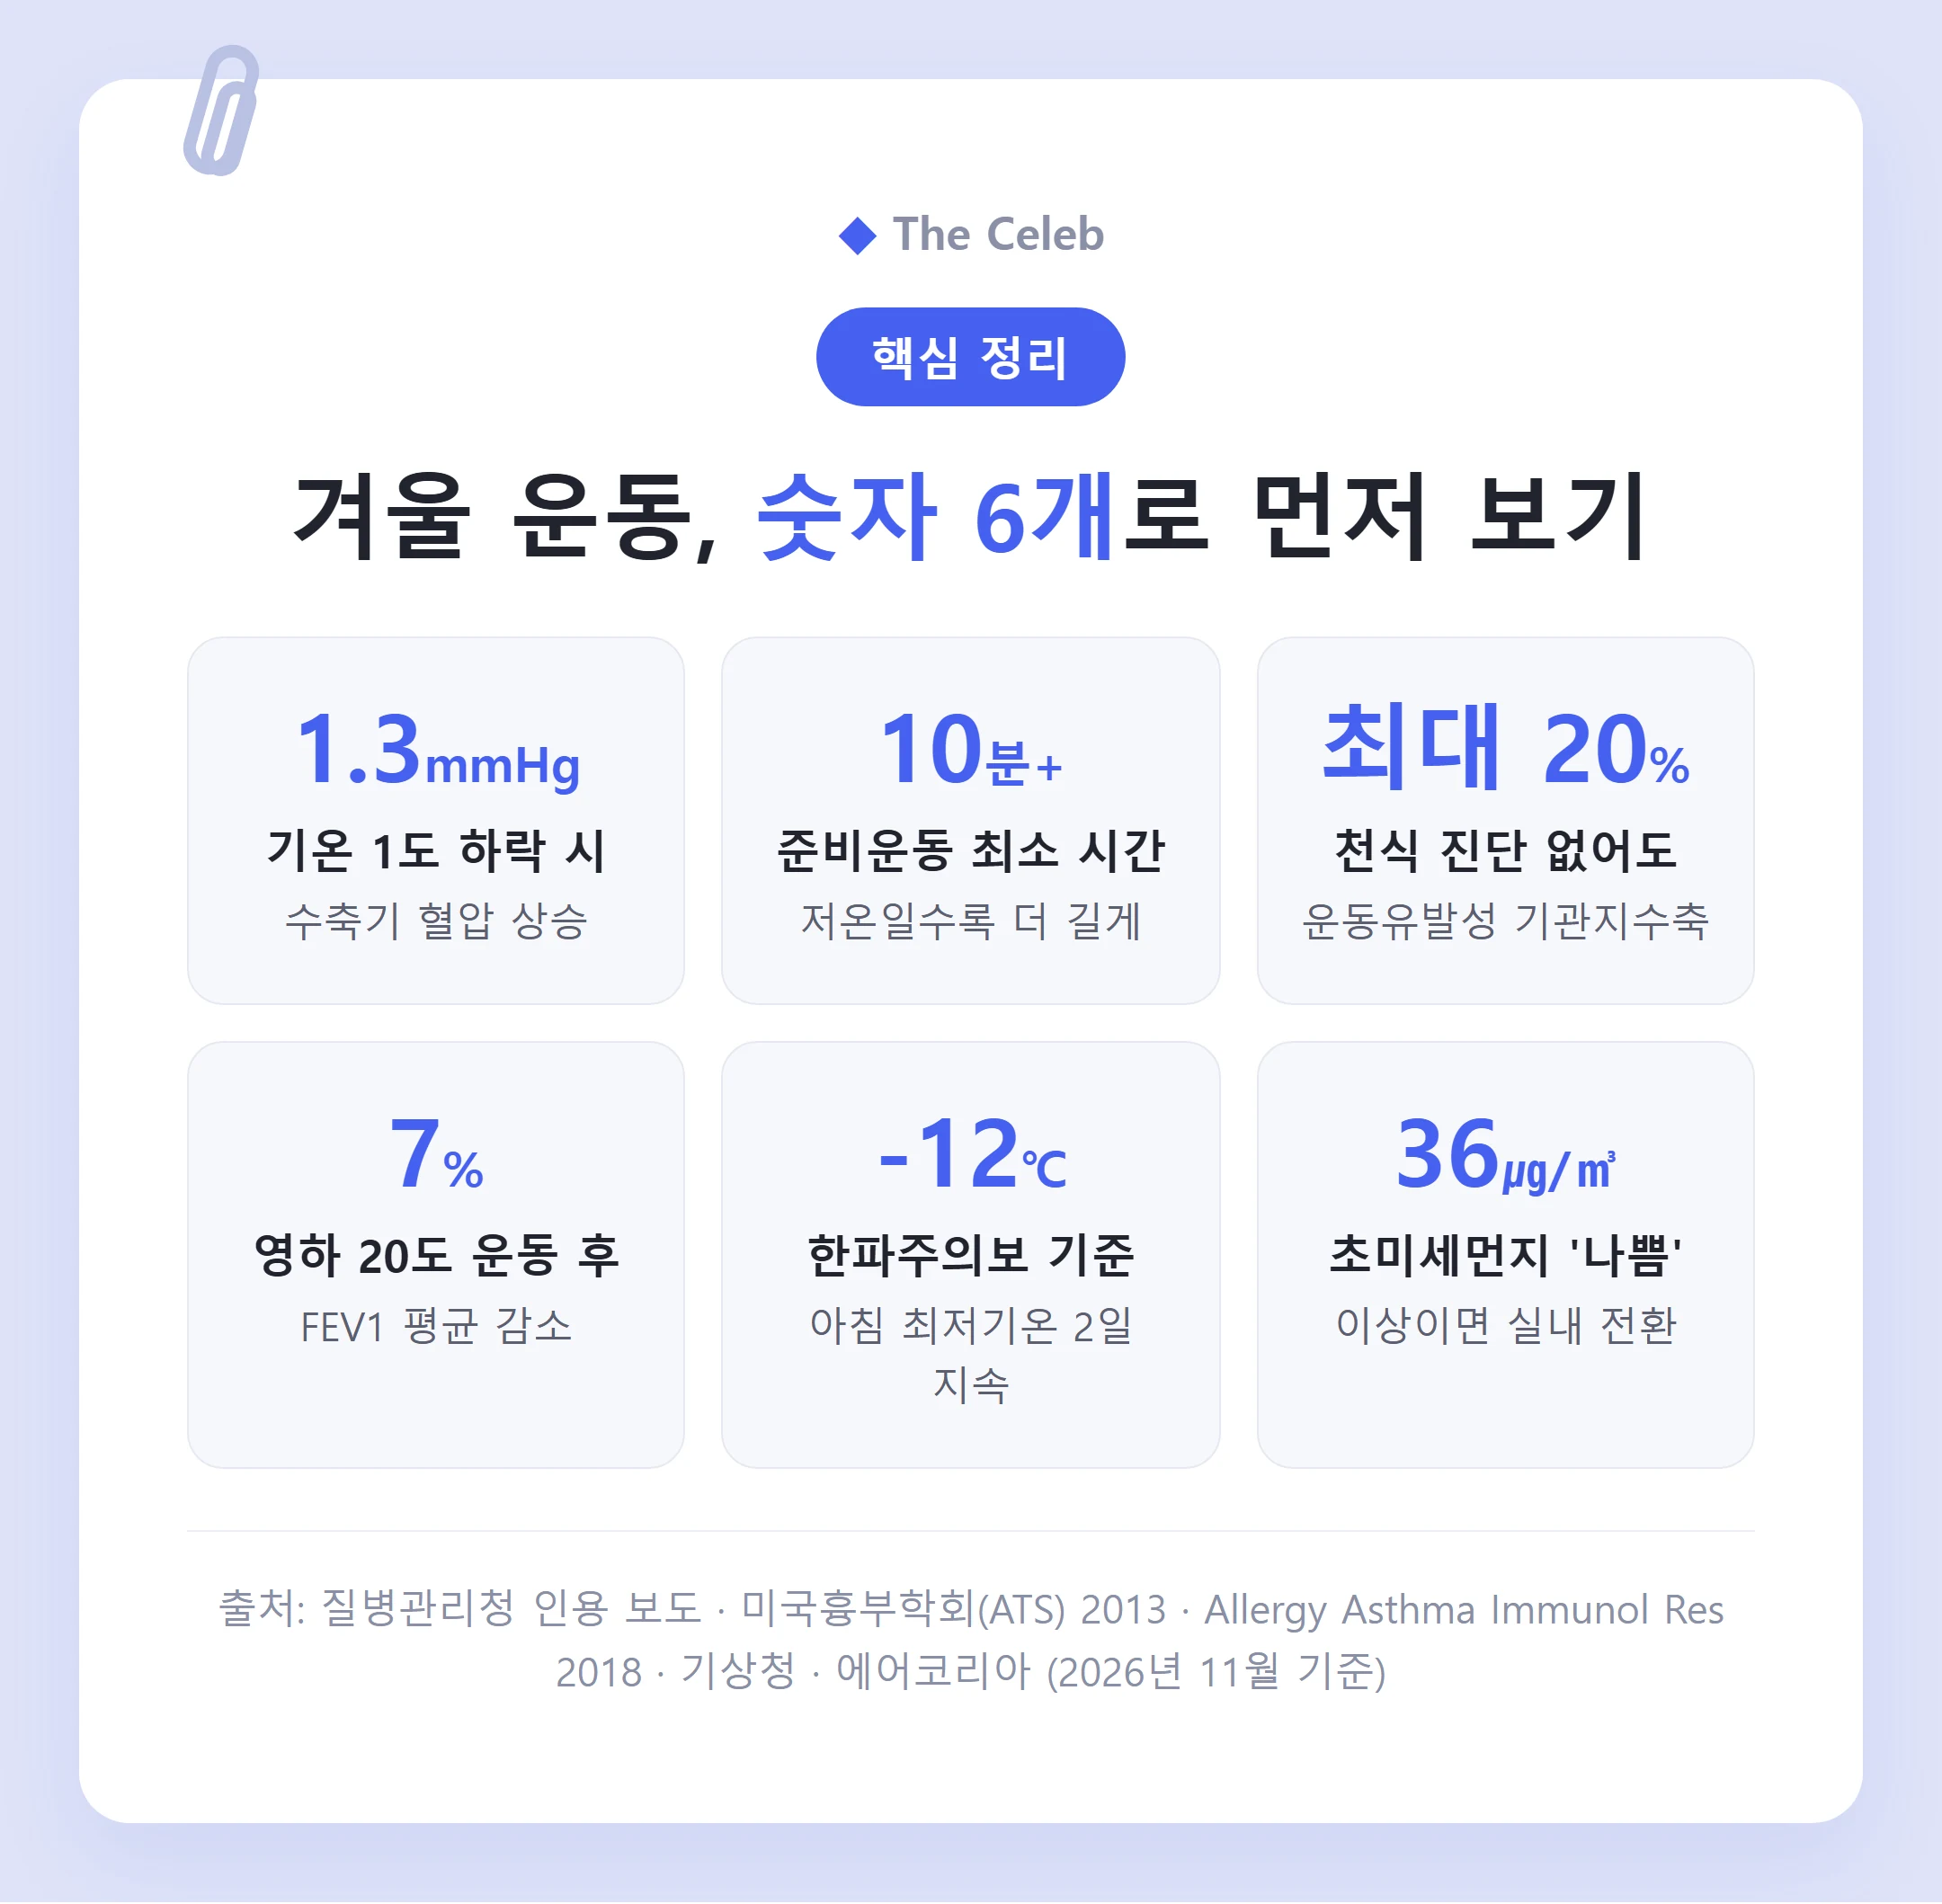 The Celeb
핵심 정리
겨울 운동, 숫자 6개로 먼저 보기
1.3mmHg
기온 1도 하락 시
수축기 혈압 상승
10분+
준비운동 최소 시간
저온일수록 더 길게
최대 20%
천식 진단 없어도
운동유발성 기관지수축
7%
영하 20도 운동 후
FEV1 평균 감소
-12℃
한파주의보 기준
아침 최저기온 2일
지속
36㎍/㎥
초미세먼지 '나쁨'
이상이면 실내 전환
출처: 질병관리청 인용 보도 · 미국흉부학회(ATS) 2013 · Allergy Asthma Immunol Res
2018 · 기상청 · 에어코리아 (2026년 11월 기준)